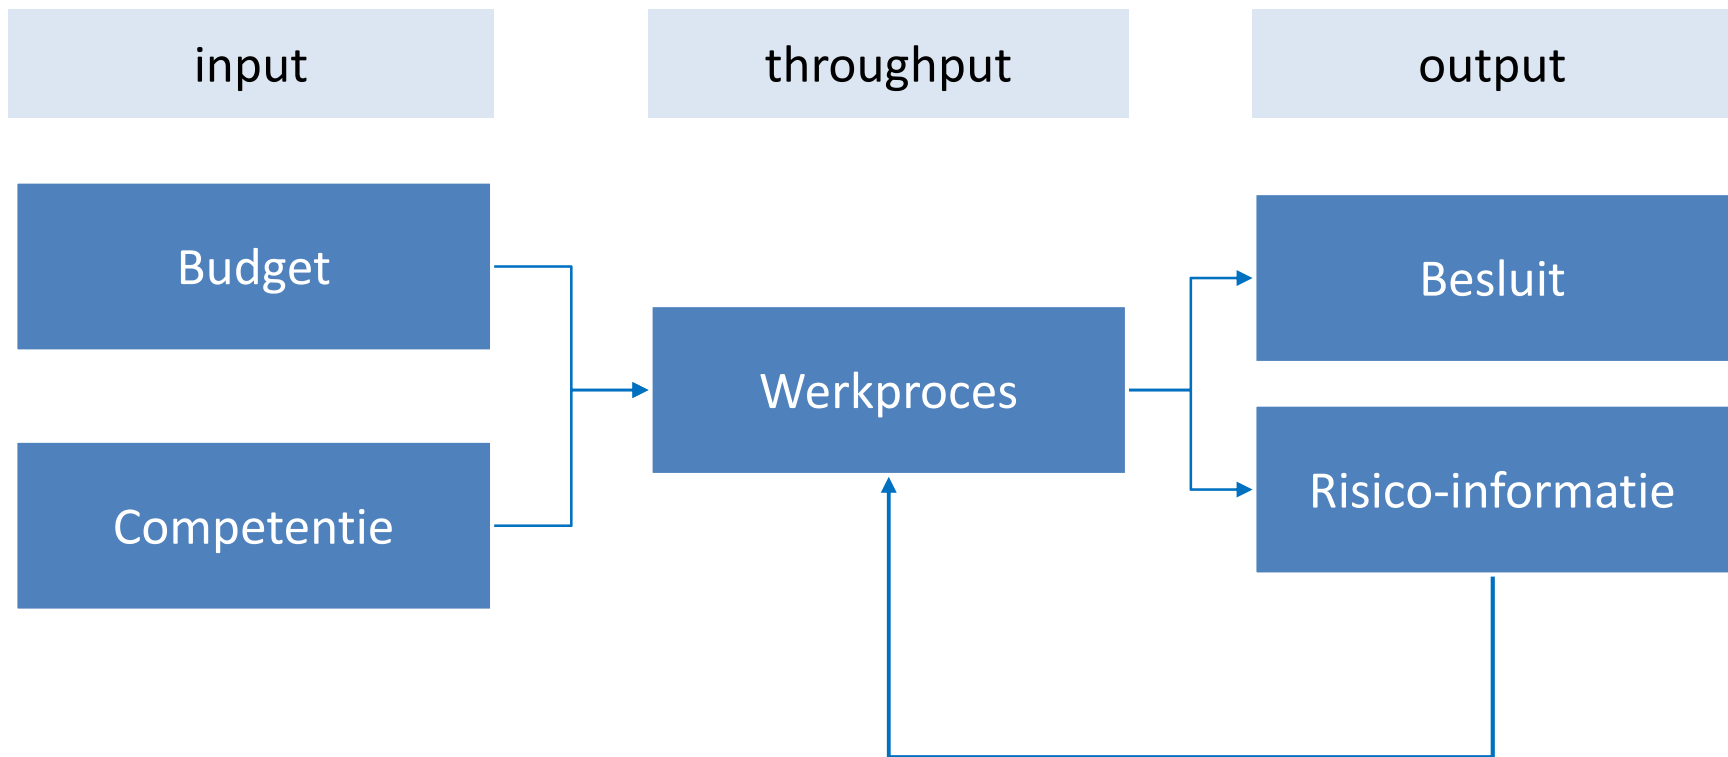 input
throughput
output
Budget
Competentie
Werkproces
Besluit
Risico-informatie